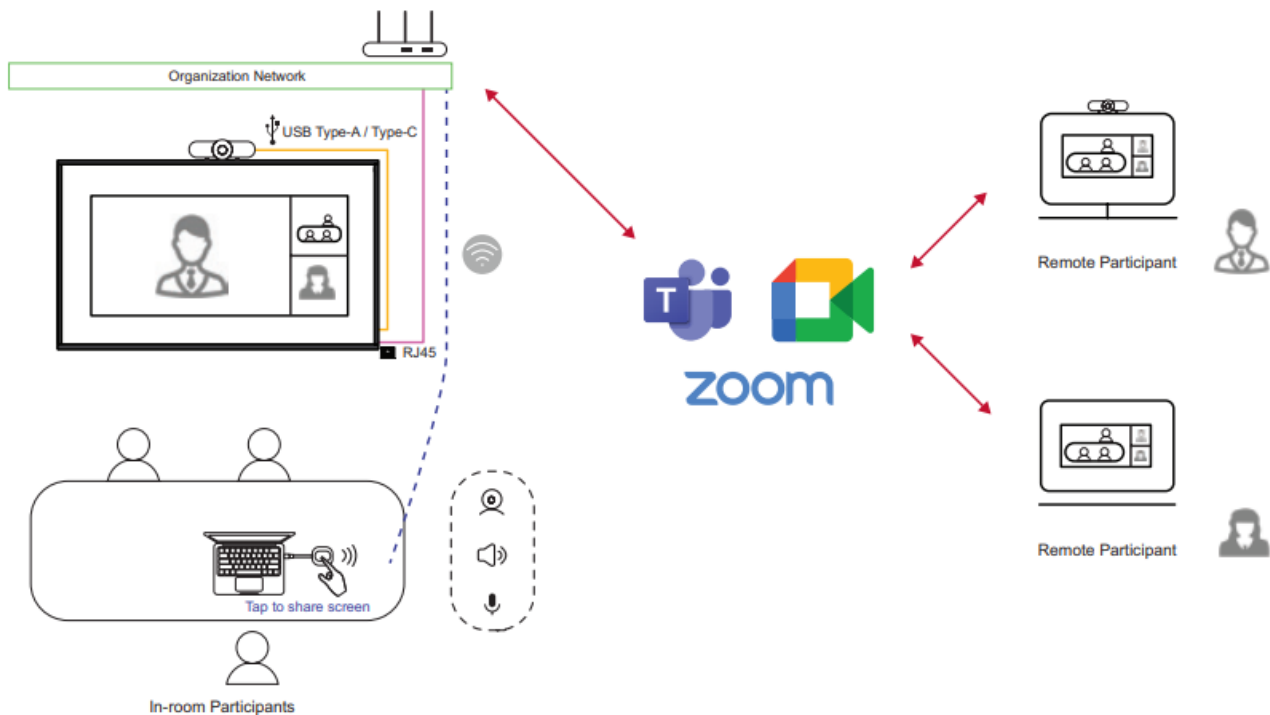 Organization Network
USB Type-A / Type-C
RJ45
Tap to share screen
In-room Participants
T
zoom
Remote Participant
Remote Participant